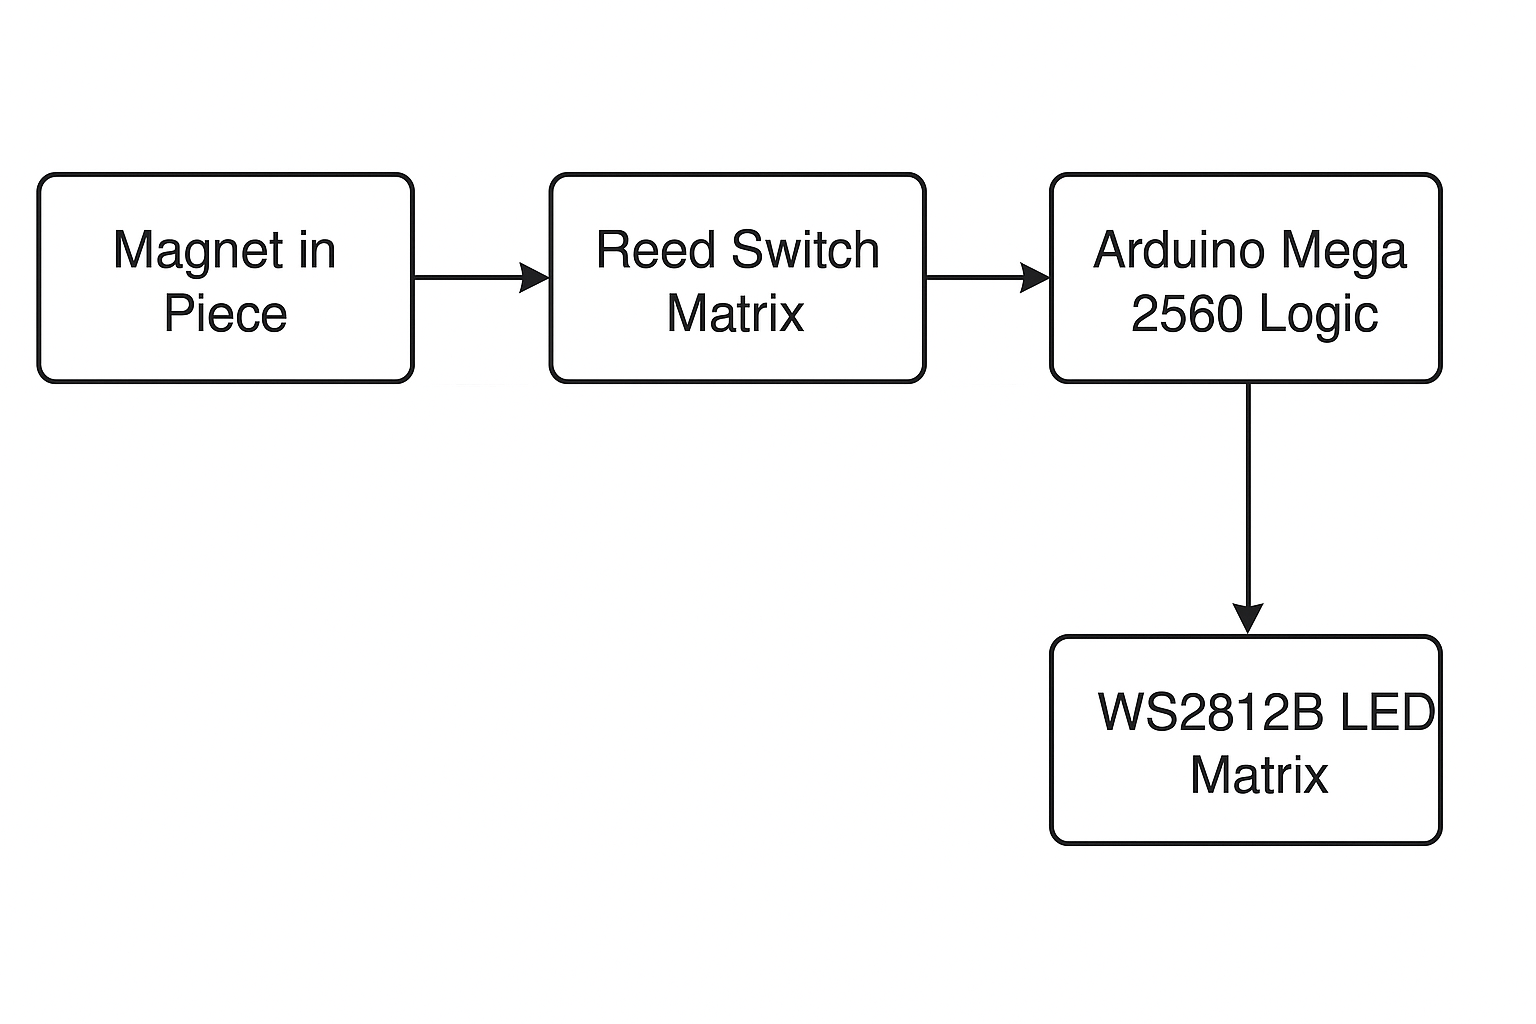 Magnet in
Piece
Reed Switch
Matrix
Arduino Mega
2560 Logic
WS2812B LED
Matrix